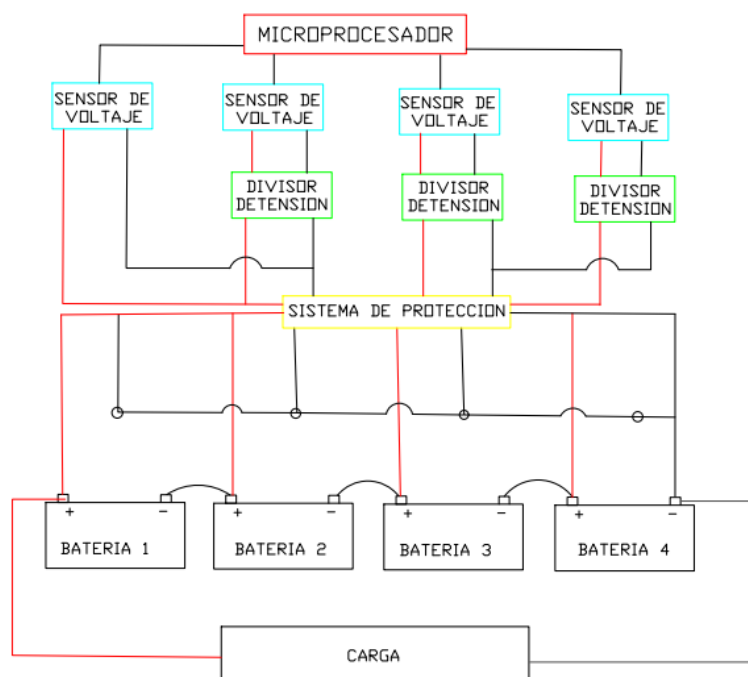 MICROPROCESADOR
SENSOR DE
VOLTAJE
SENSOR DE
VOLTAJE
SENSOR DE
VOLTAJE
SENSOR DE
VOLTAJE
DIVISOR
DETENSION
DIVISOR
DETENSION
DIVISOR
DETENSION
SISTEMA DE PROTECCION
+ −
BATERIA 1
+ −
BATERIA 2
+ −
BATERIA 3
+ −
BATERIA 4
CARGA